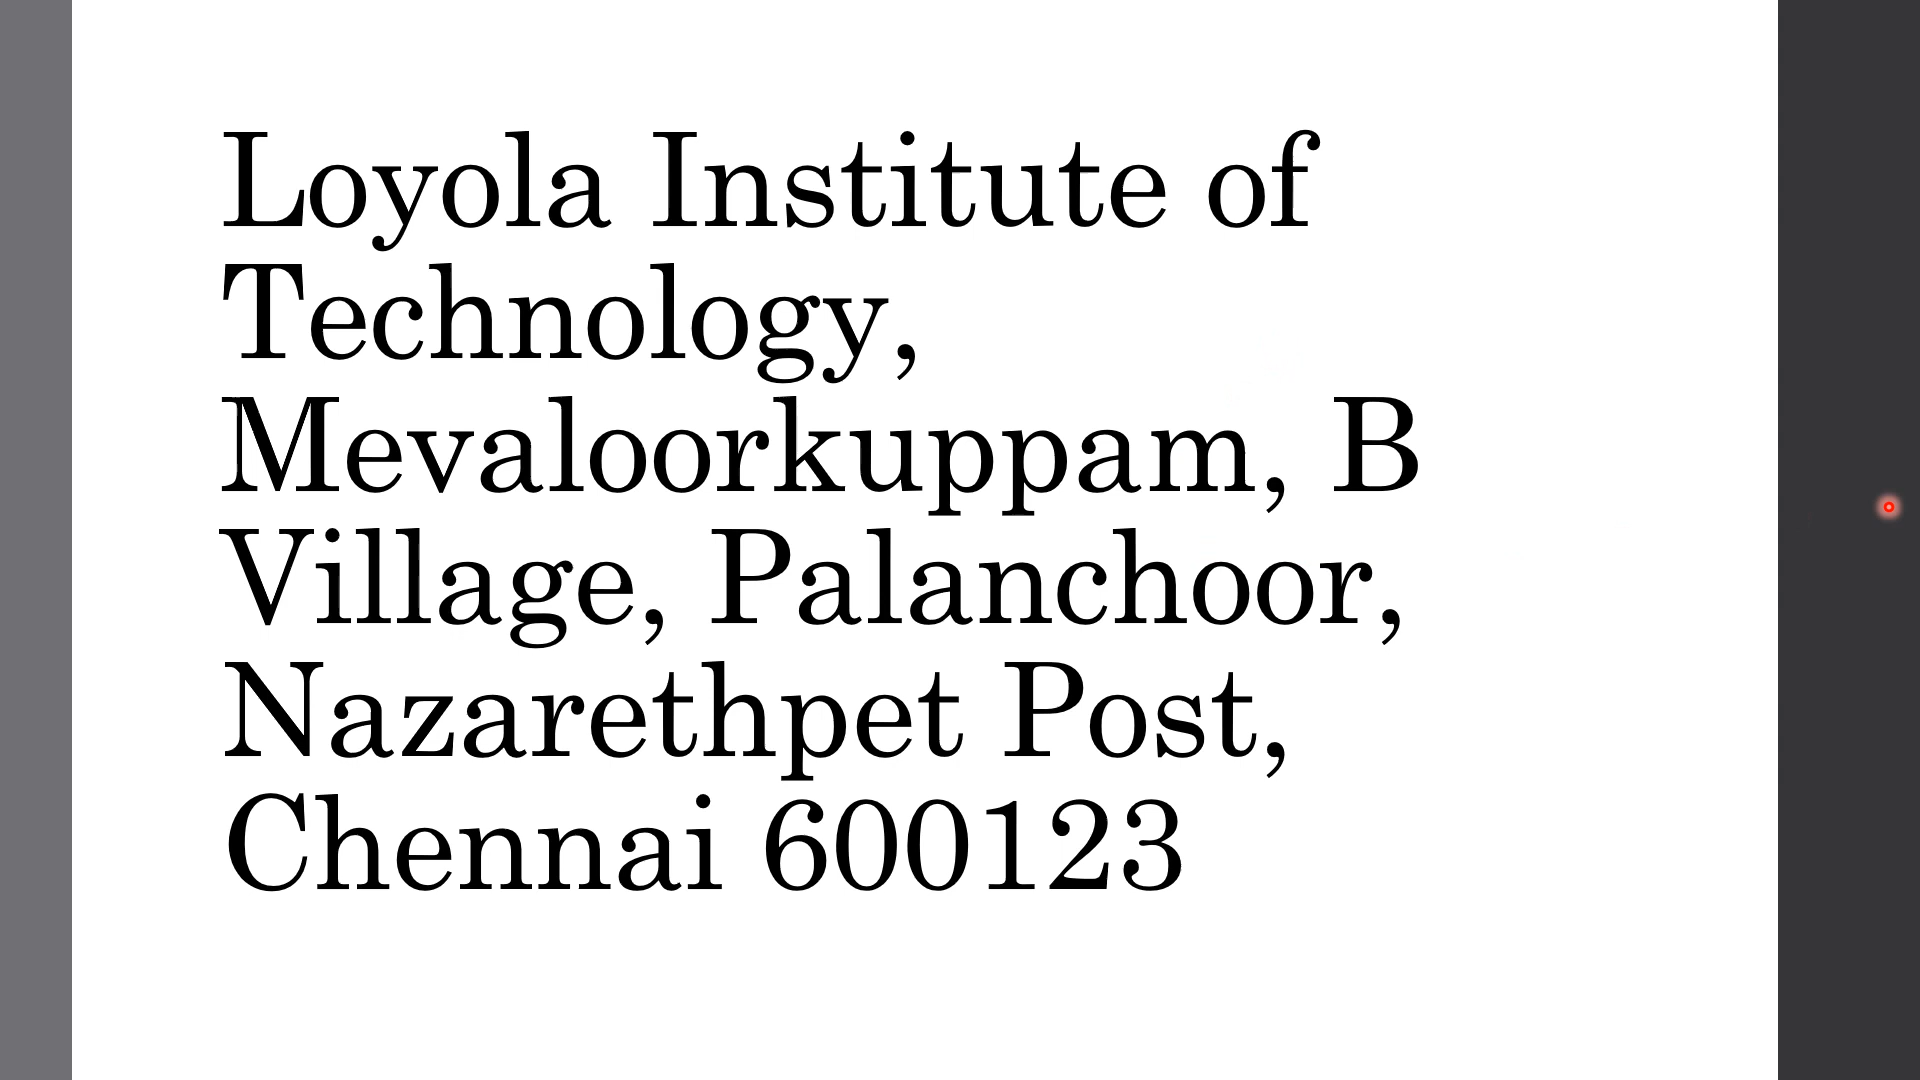 Loyola Institute of
Technology,
Mevaloorkuppam, B
Village, Palanchoor,
Nazarethpet Post,
Chennai 600123